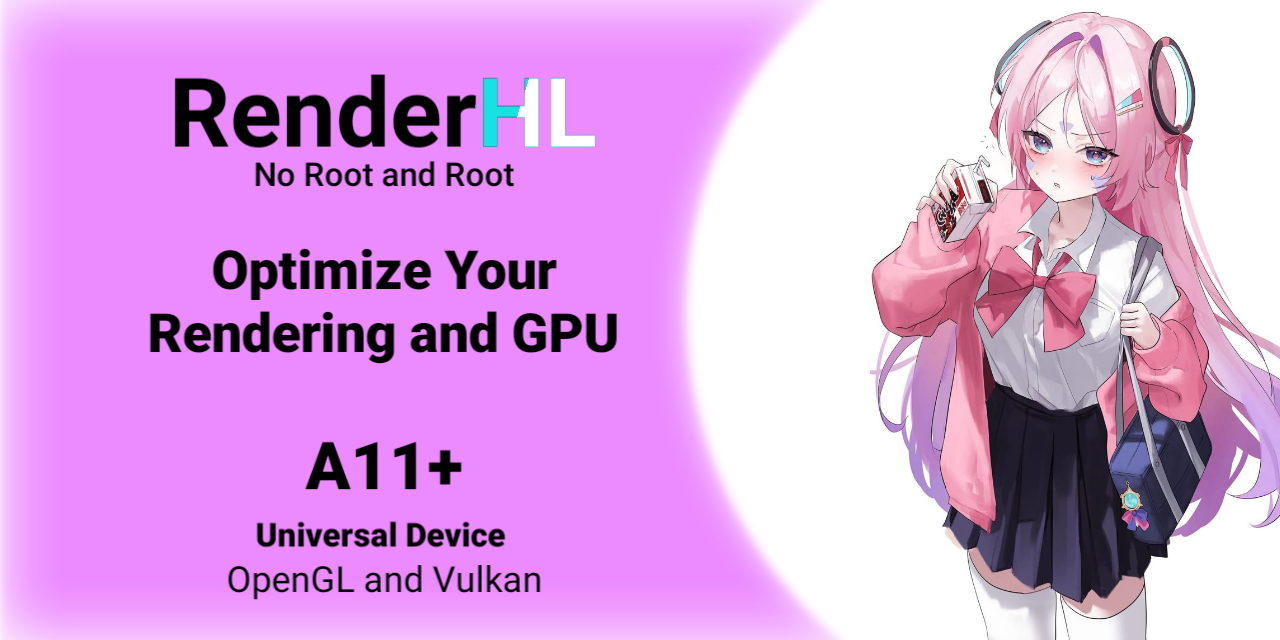 RenderHL
No Root and Root
Optimize Your
Rendering and GPU
A11+
Universal Device
OpenGL and Vulkan